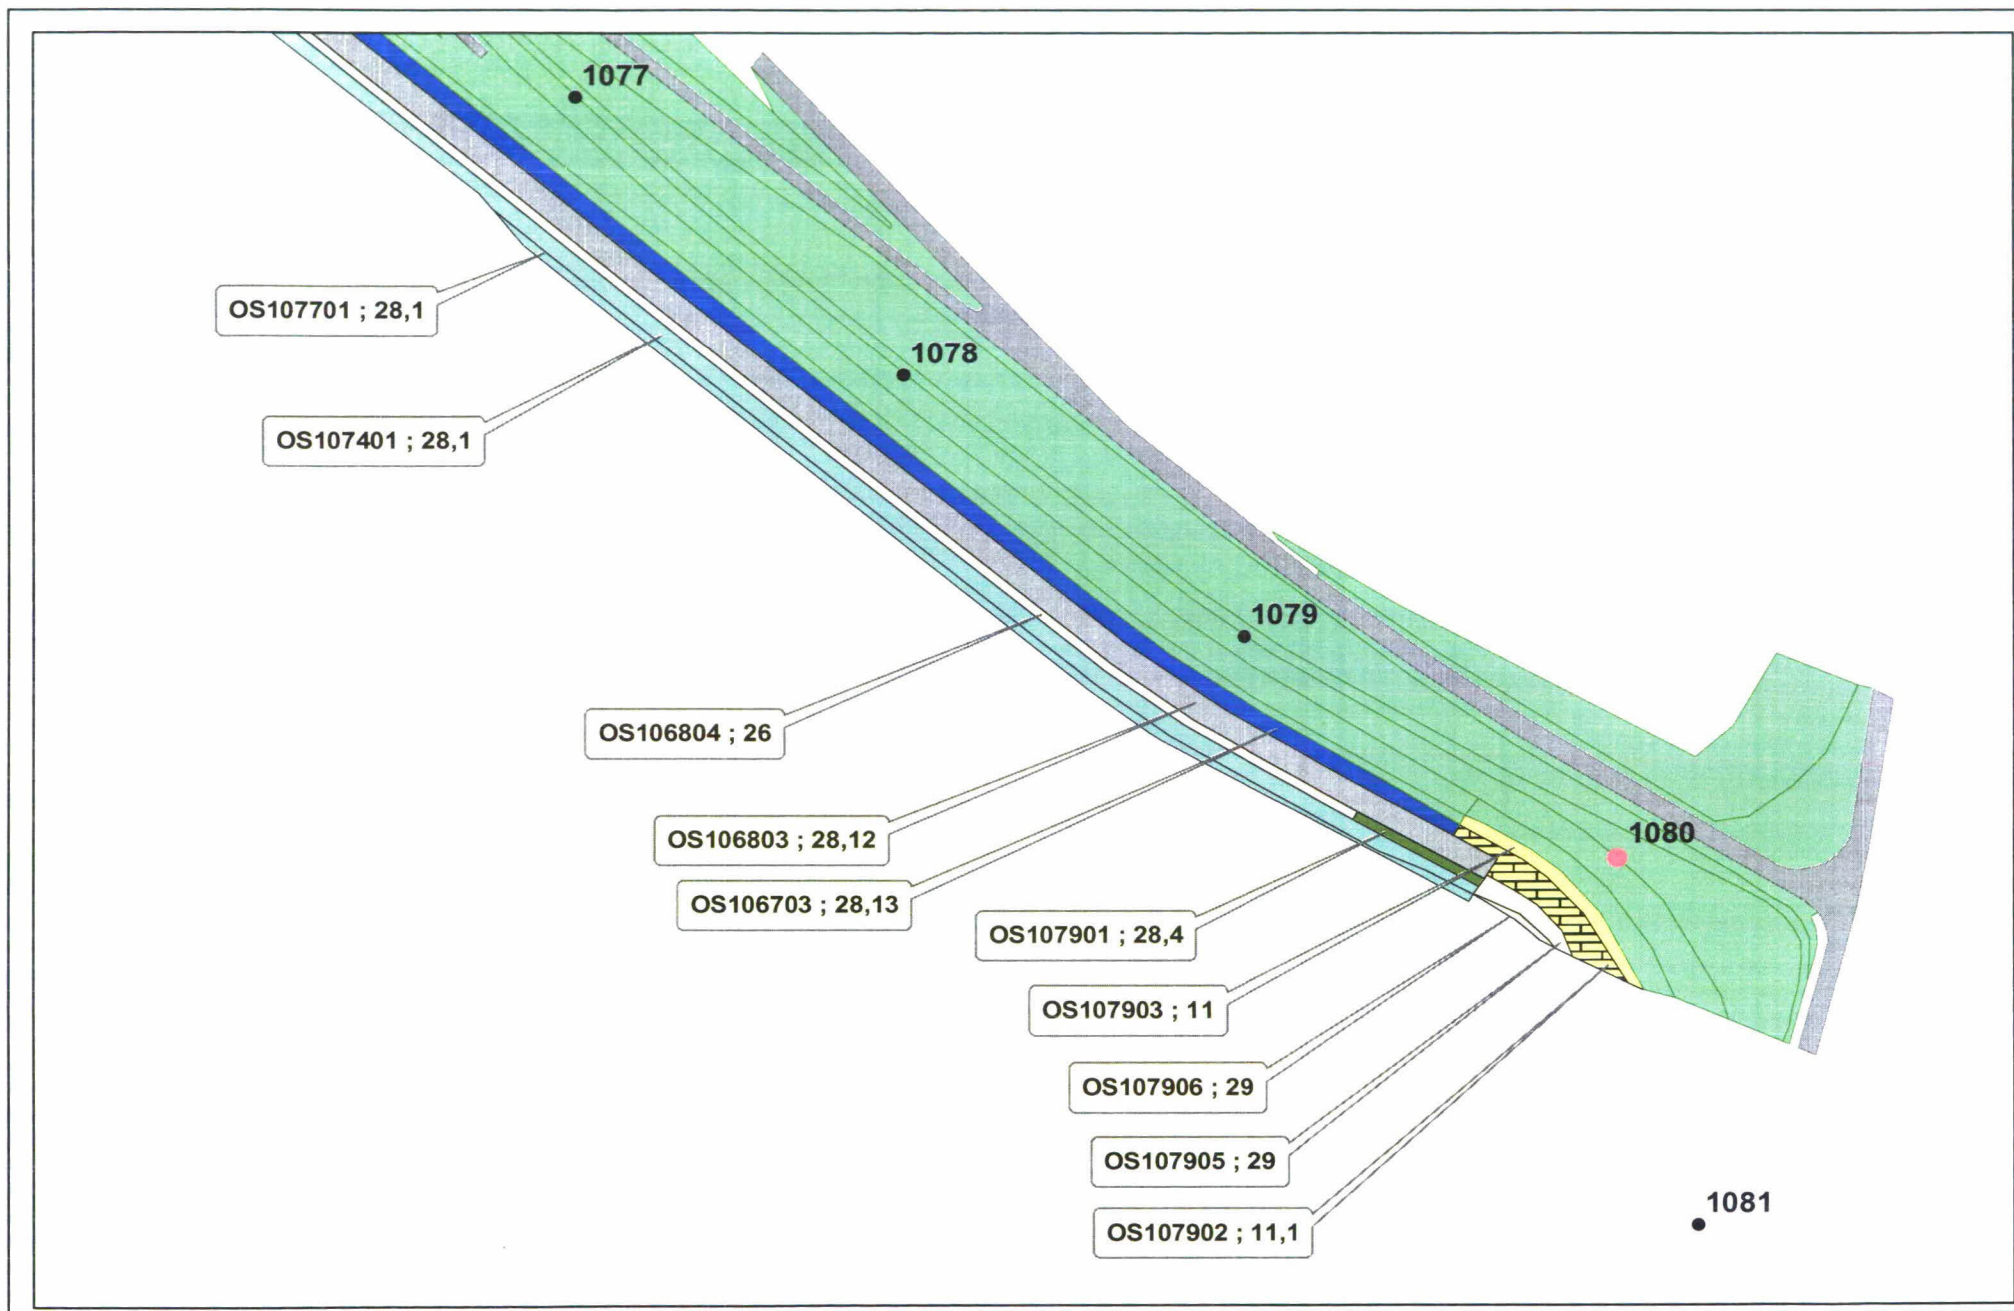 1077
OS107701 ; 28,1
1078
OS107401 ; 28,1
1079
OS106804 ; 26
OS106803 ; 28,12
1080
OS106703 ; 28,13
OS107901 ; 28,4
OS107903 ; 11
OS107906 ; 29
OS107905 ; 29
1081
OS107902 ; 11,1